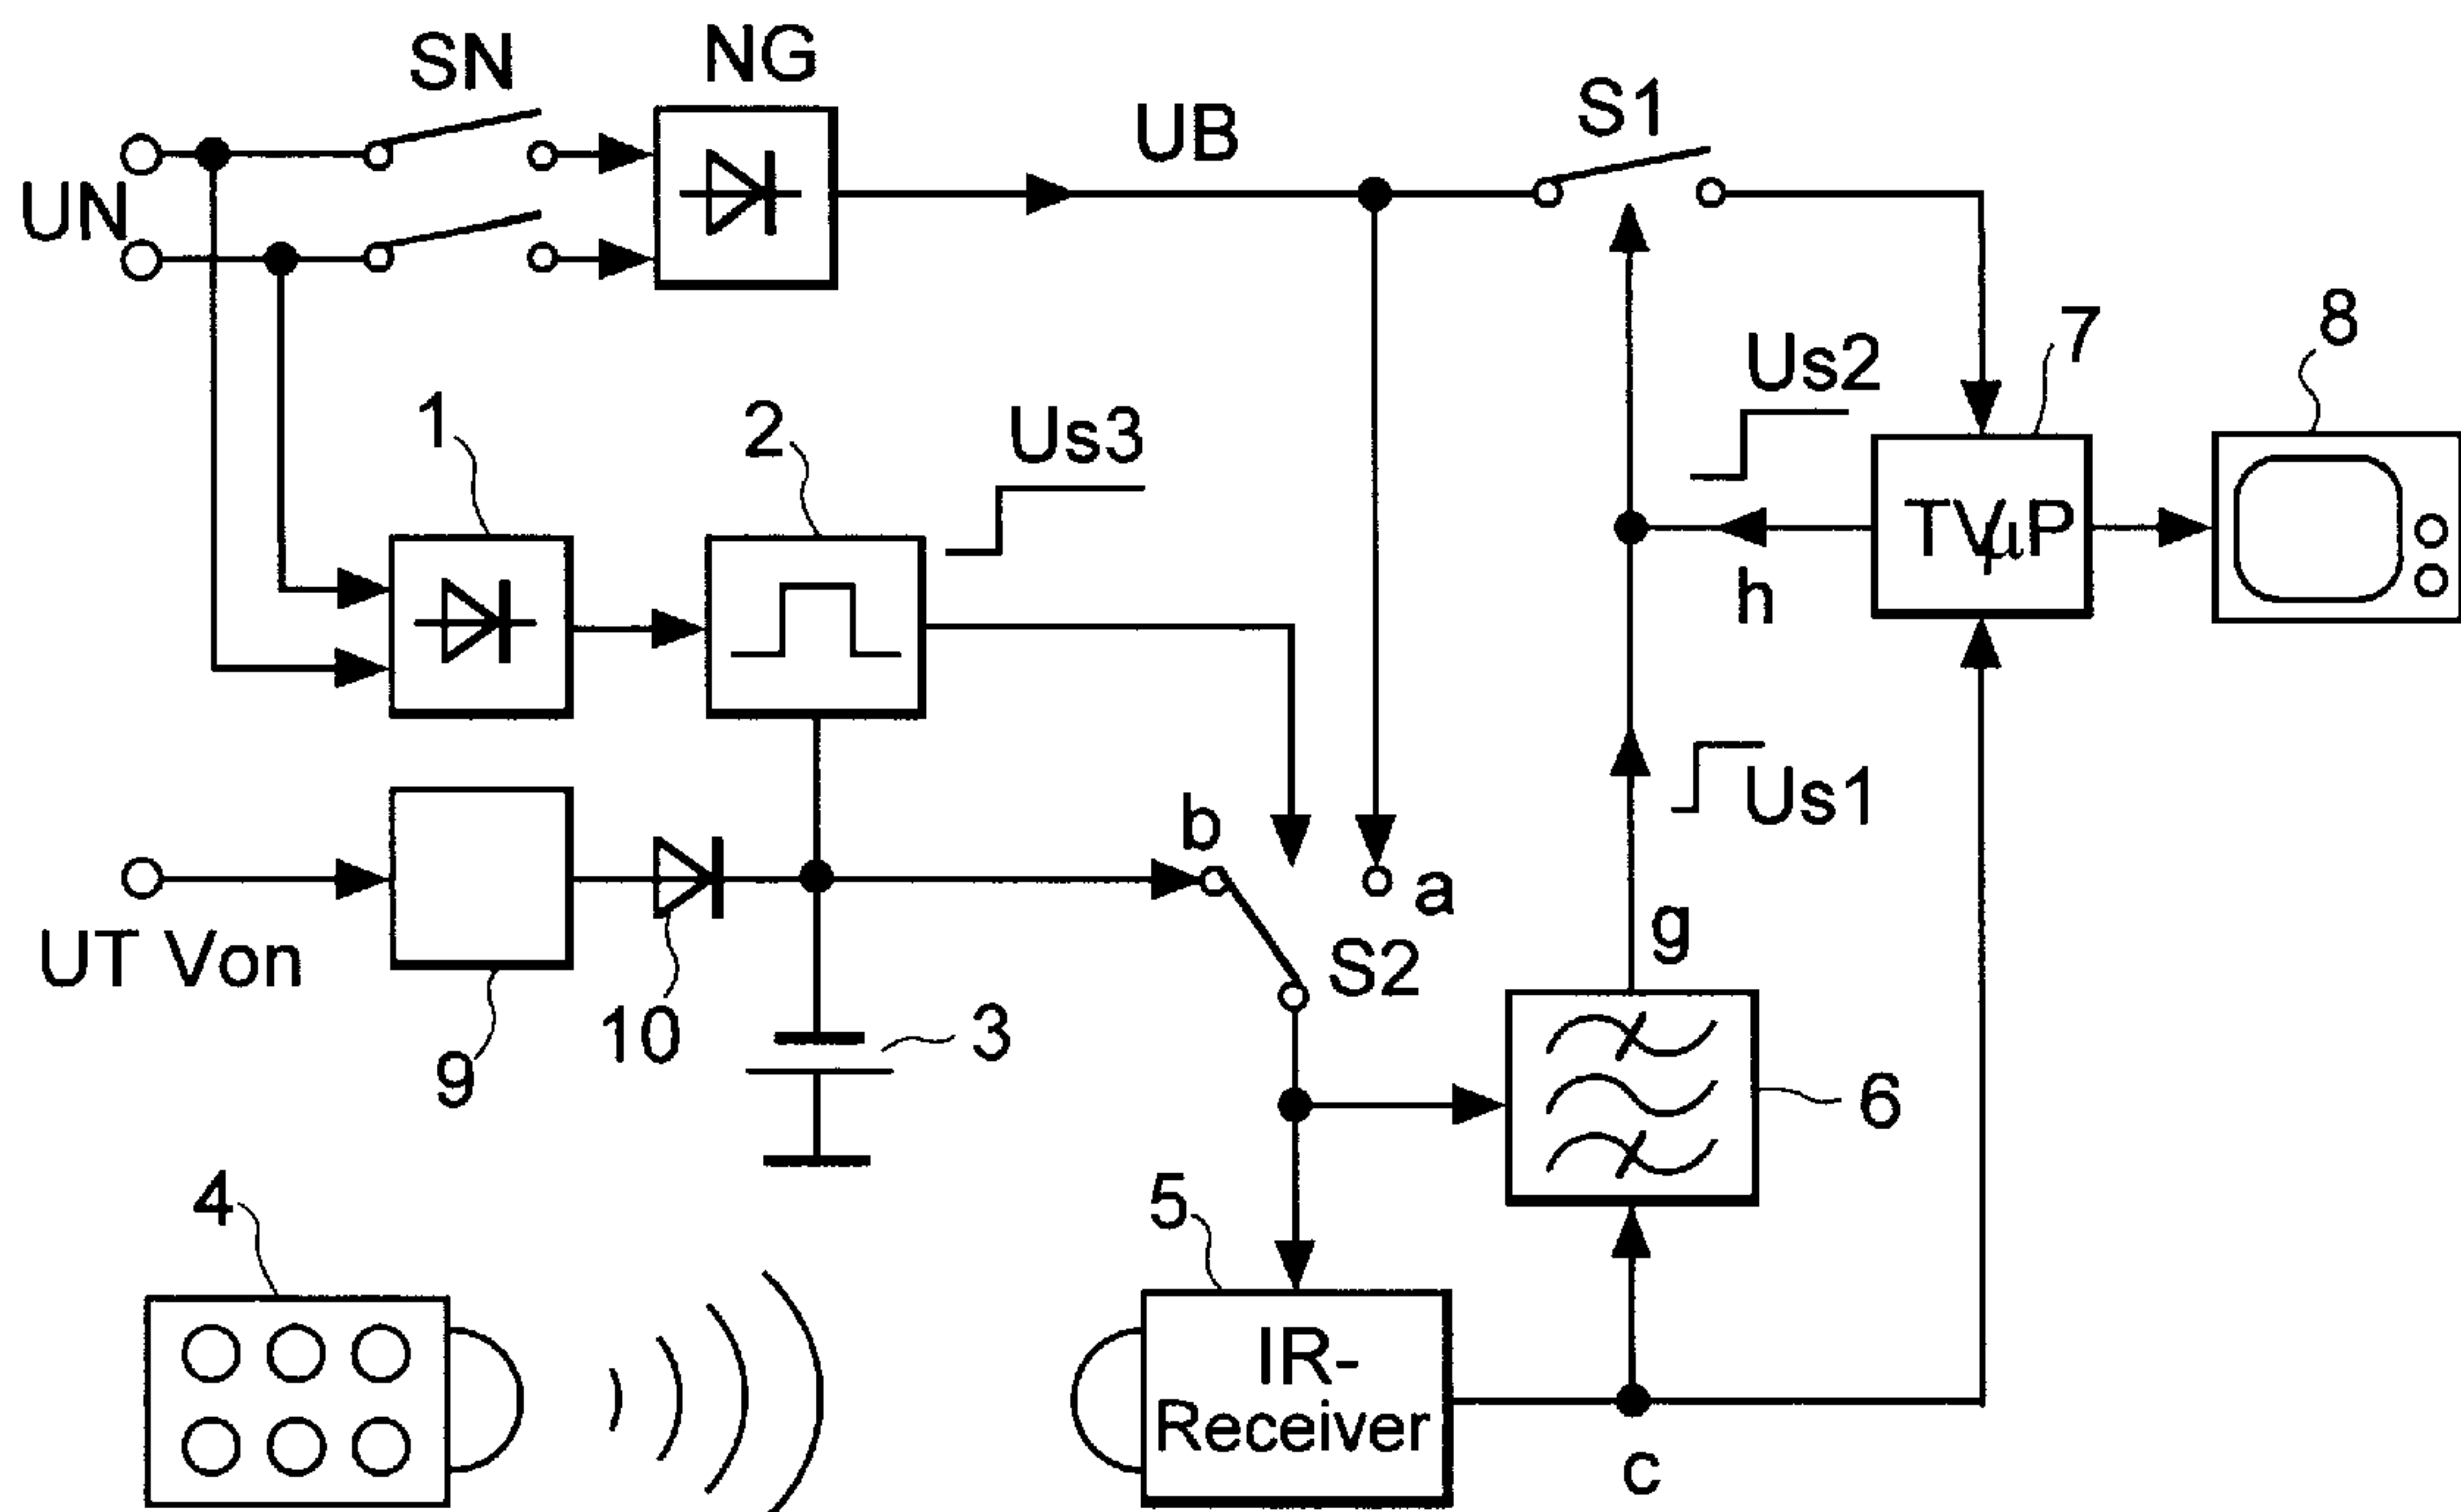 SN
NG
UB
S1
UN
Us2
7
8
1
2
Us3
TVμP
h
Us1
b
a
UT Von
S2
g
10
3
9
6
4
5
IR-
Receiver
c